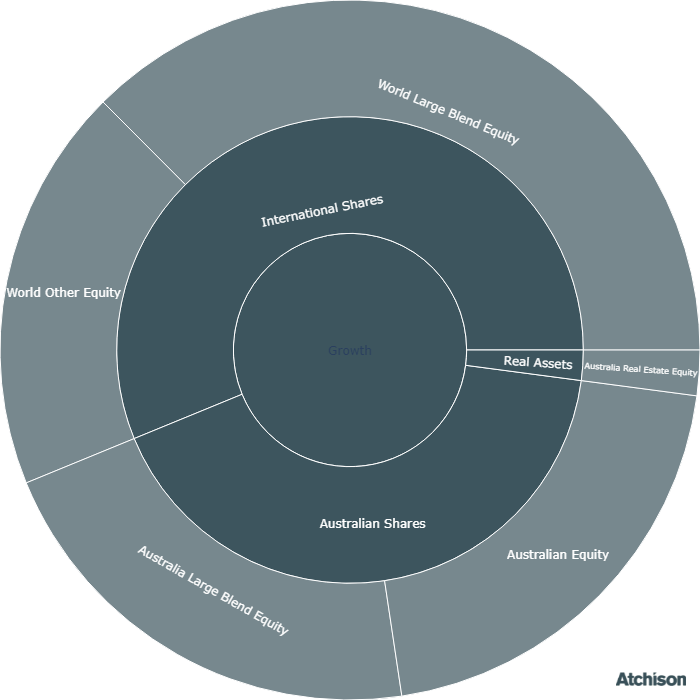 World Large Blend Equity
International Shares
World Other Equity
Growth
Real Assets
Australia Real Estate Equity
Australian Shares
Australia Large Blend Equity
Australian Equity
Atchison